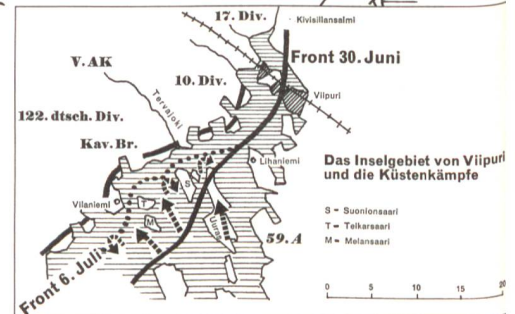 17. Div.
Kivisillansalmi
Front 30. Juni
V. AK
10. Div.
Viipuri
122. dtsch. Div.
Tervajoki
Kav. Br.
Lihaniemi
Das Inselgebiet von Viipuri
und die Küstenkämpfe
Vilaniemi
S
T
M
Uuras
59. A
S - Suonionsaari
T - Teikarsaari
M - Melansaari
Front 6. Juli
0 5 10 15 20